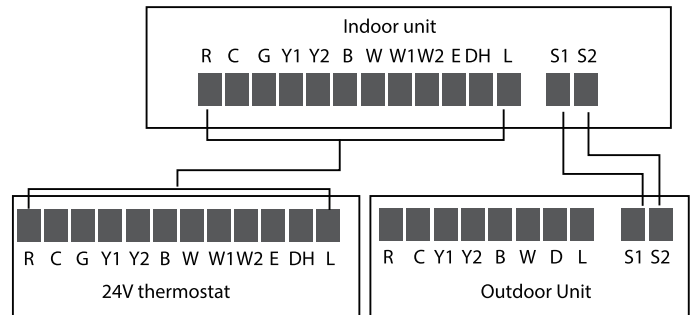 Indoor unit
R C G Y1 Y2 B W W1 W2 E DH L S1 S2
R C G Y1 Y2 B W W1 W2 E DH L
24V thermostat
R C Y1 Y2 B W D L S1 S2
Outdoor Unit